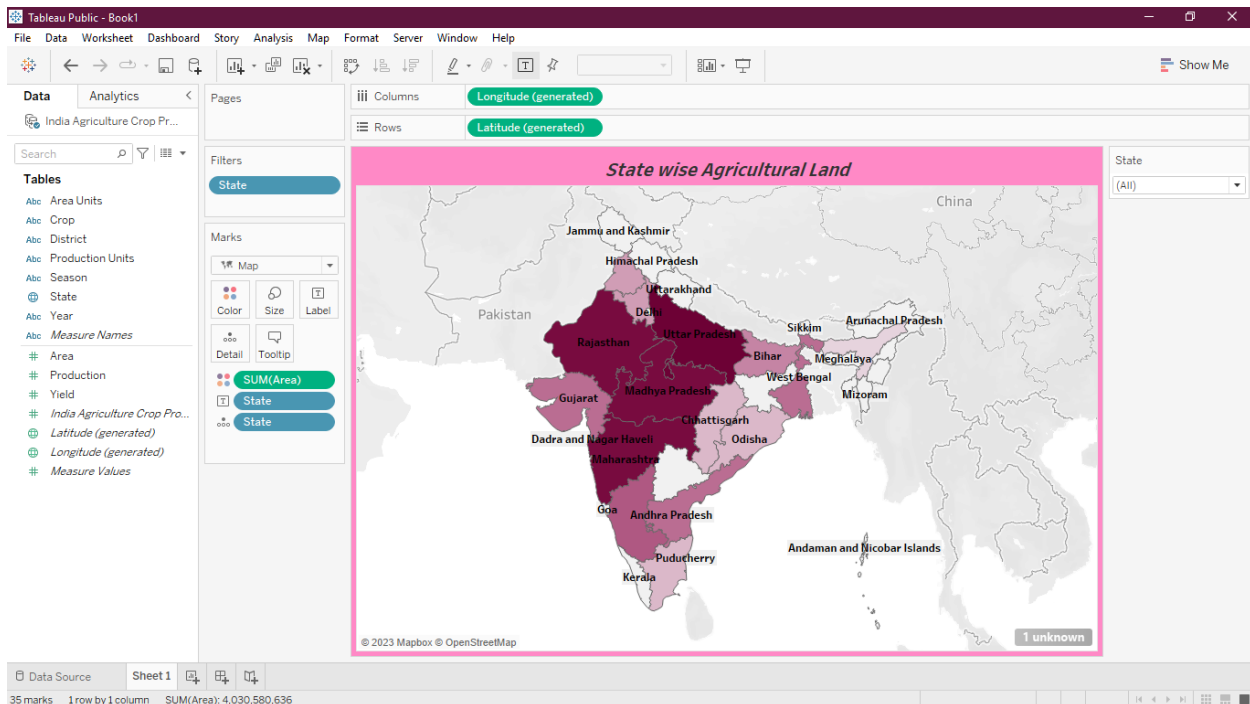 Tableau Public - Book1
File Data Worksheet Dashboard Story Analysis Map Format Server Window Help
Show Me
Data Analytics
India Agriculture Crop Pr...
Search
Tables
Abc Area Units
Abc Crop
Abc District
Abc Production Units
Abc Season
State
Abc Year
Abc Measure Names
# Area
# Production
# Yield
# India Agriculture Crop Pro...
Latitude (generated)
Longitude (generated)
# Measure Values
Pages
Filters
State
Marks
Map
Color Size Label
Detail Tooltip
SUM(Area)
State
State
Columns Longitude (generated)
Rows Latitude (generated)
State wise Agricultural Land
China
Jammu and Kashmir
Himachal Pradesh
Uttarakhand
Pakistan
Delhi
Arunachal Pradesh
Sikkim
Uttar Pradesh
Rajasthan
Bihar
Meghalaya
West Bengal
Madhya Pradesh
Gujarat
Mizoram
Chhattisgarh
Dadra and Nagar Haveli
Odisha
Maharashtra
Goa
Andhra Pradesh
Andaman and Nicobar Islands
Puducherry
Kerala
© 2023 Mapbox © OpenStreetMap
1 unknown
State
(All)
Data Source Sheet 1
35 marks 1 row by 1 column SUM(Area): 4,030,580,636